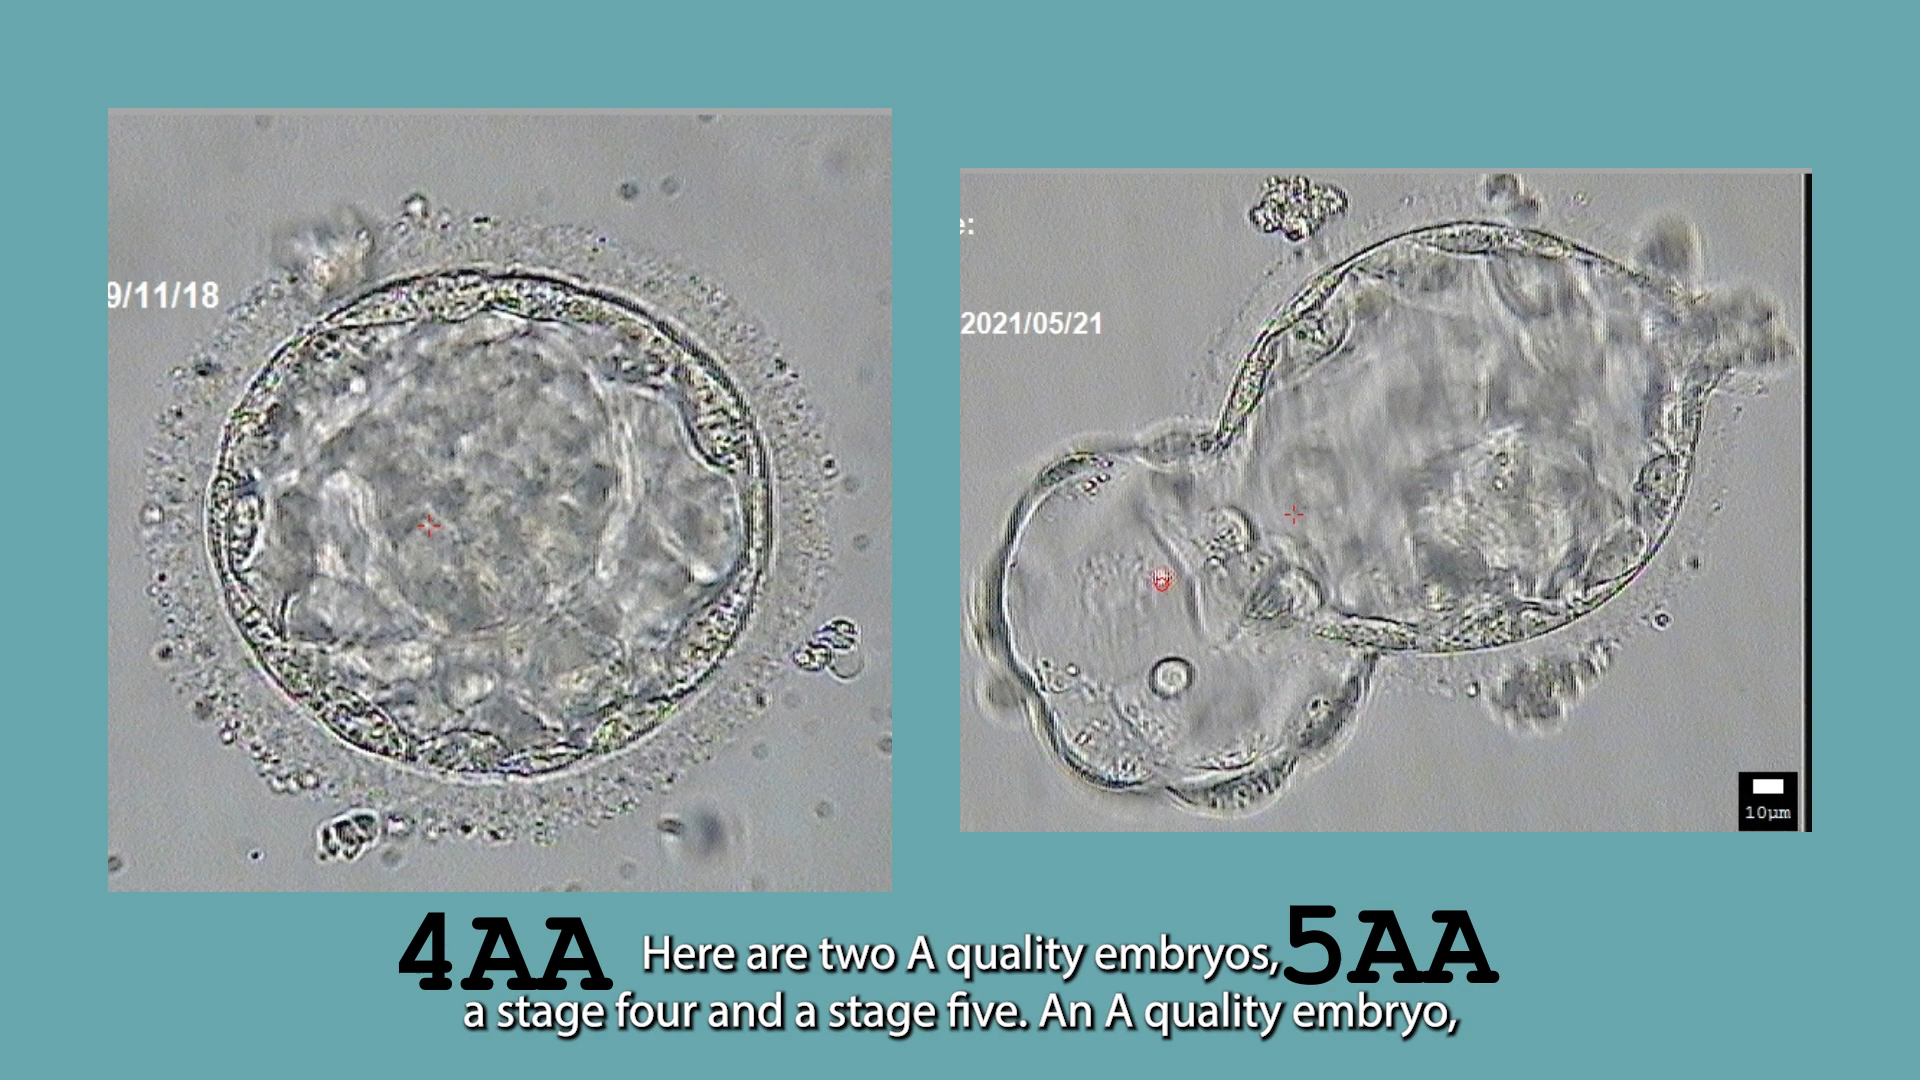 9/11/18
e:
2021/05/21
10µm
4AA
5AA
Here are two A quality embryos,
a stage four and a stage five. An A quality embryo,